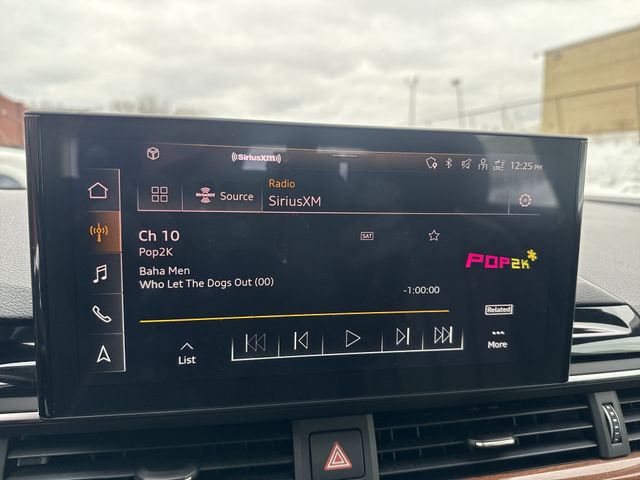 ((SiriusXM))
12:25 PM
SiriusXM Source
Radio
SiriusXM
Ch 10
SAT
Pop2K
POP2K
Baha Men
Who Let The Dogs Out (00)
-1:00:00
Related
List
More